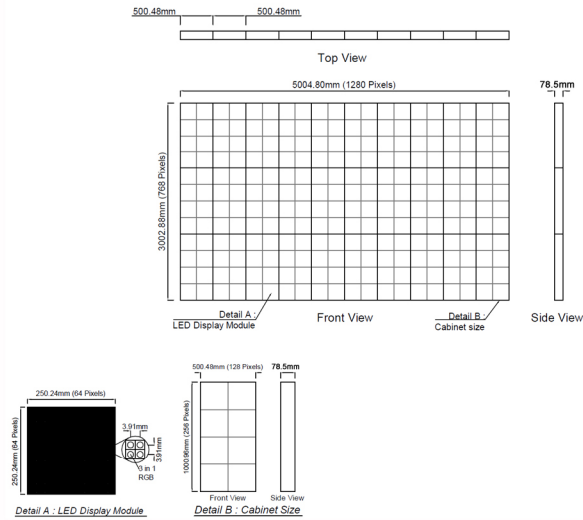 500.48mm
500.48mm
Top View
5004.80mm (1280 Pixels)
78.5mm
3002.88mm (768 Pixels)
Detail A :
LED Display Module
Front View
Detail B :
Cabinet size
Side View
250.24mm (64 Pixels)
250.24mm (64 Pixels)
3.91mm
3.91mm
3 in 1
RGB
Detail A : LED Display Module
500.48mm (128 Pixels)
78.5mm
1000.96mm (256 Pixels)
Front View
Side View
Detail B : Cabinet Size